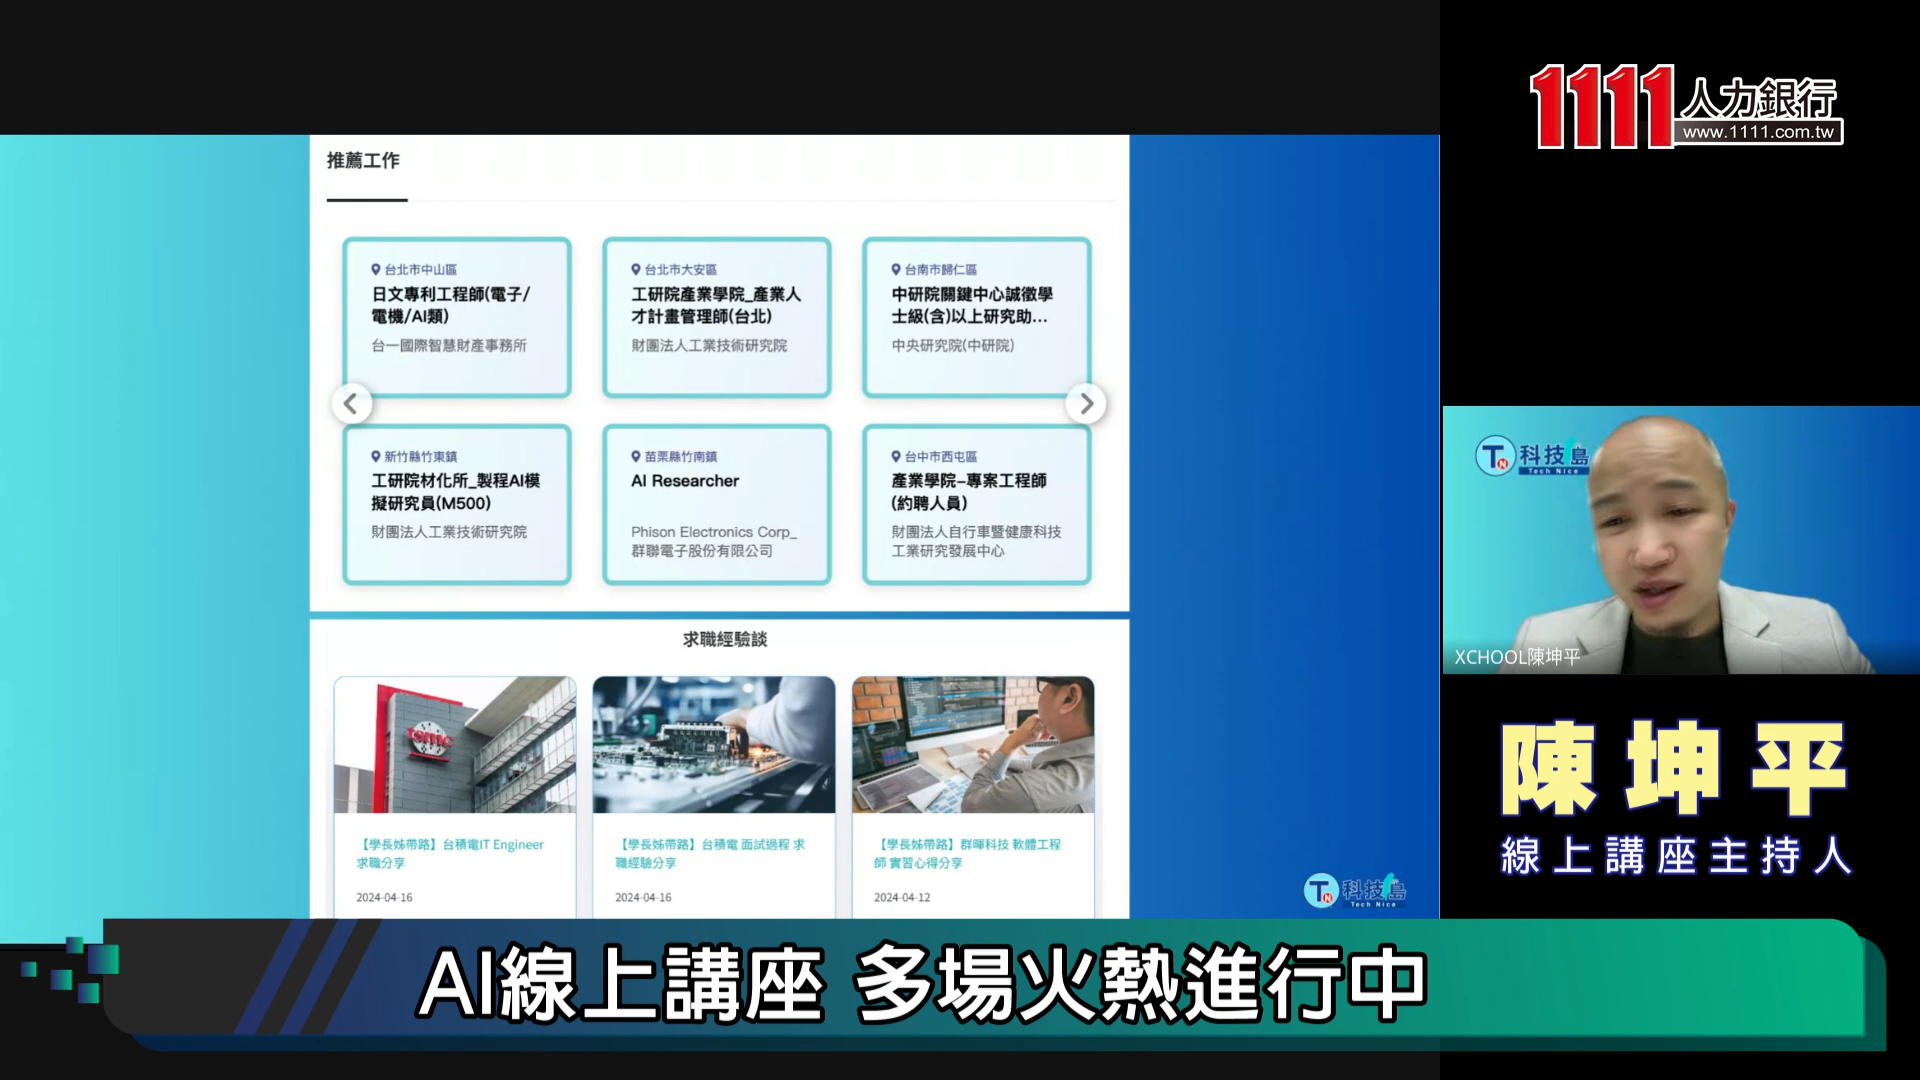 推薦工作
台北市中山區
日文專利工程師(電子/
電機/AI類)
台一國際智慧財產事務所
台北市大安區
工研院產業學院_產業人
才計畫管理師(台北)
財團法人工業技術研究院
台南市歸仁區
中研院關鍵中心誠徵學
士級(含)以上研究助...
中央研究院(中研院)
新竹縣竹東鎮
工研院材化所_製程AI模
擬研究員(M500)
財團法人工業技術研究院
苗栗縣竹南鎮
AI Researcher
Phison Electronics Corp_
群聯電子股份有限公司
台中市西屯區
產業學院–專案工程師
(約聘人員)
財團法人自行車暨健康科技
工業研究發展中心
求職經驗談
tsmc
【學長姊帶路】台積電IT Engineer
求職分享
2024-04-16
【學長姊帶路】台積電 面試過程 求
職經驗分享
2024-04-16
【學長姊帶路】群暉科技 軟體工程
師 實習心得分享
2024-04-12
TN 科技島
Tech Nice
1111人力銀行
www.1111.com.tw
TN 科技島
Tech Nice
XCHOOL陳坤平
陳坤平
線上講座主持人
AI線上講座 多場火熱進行中